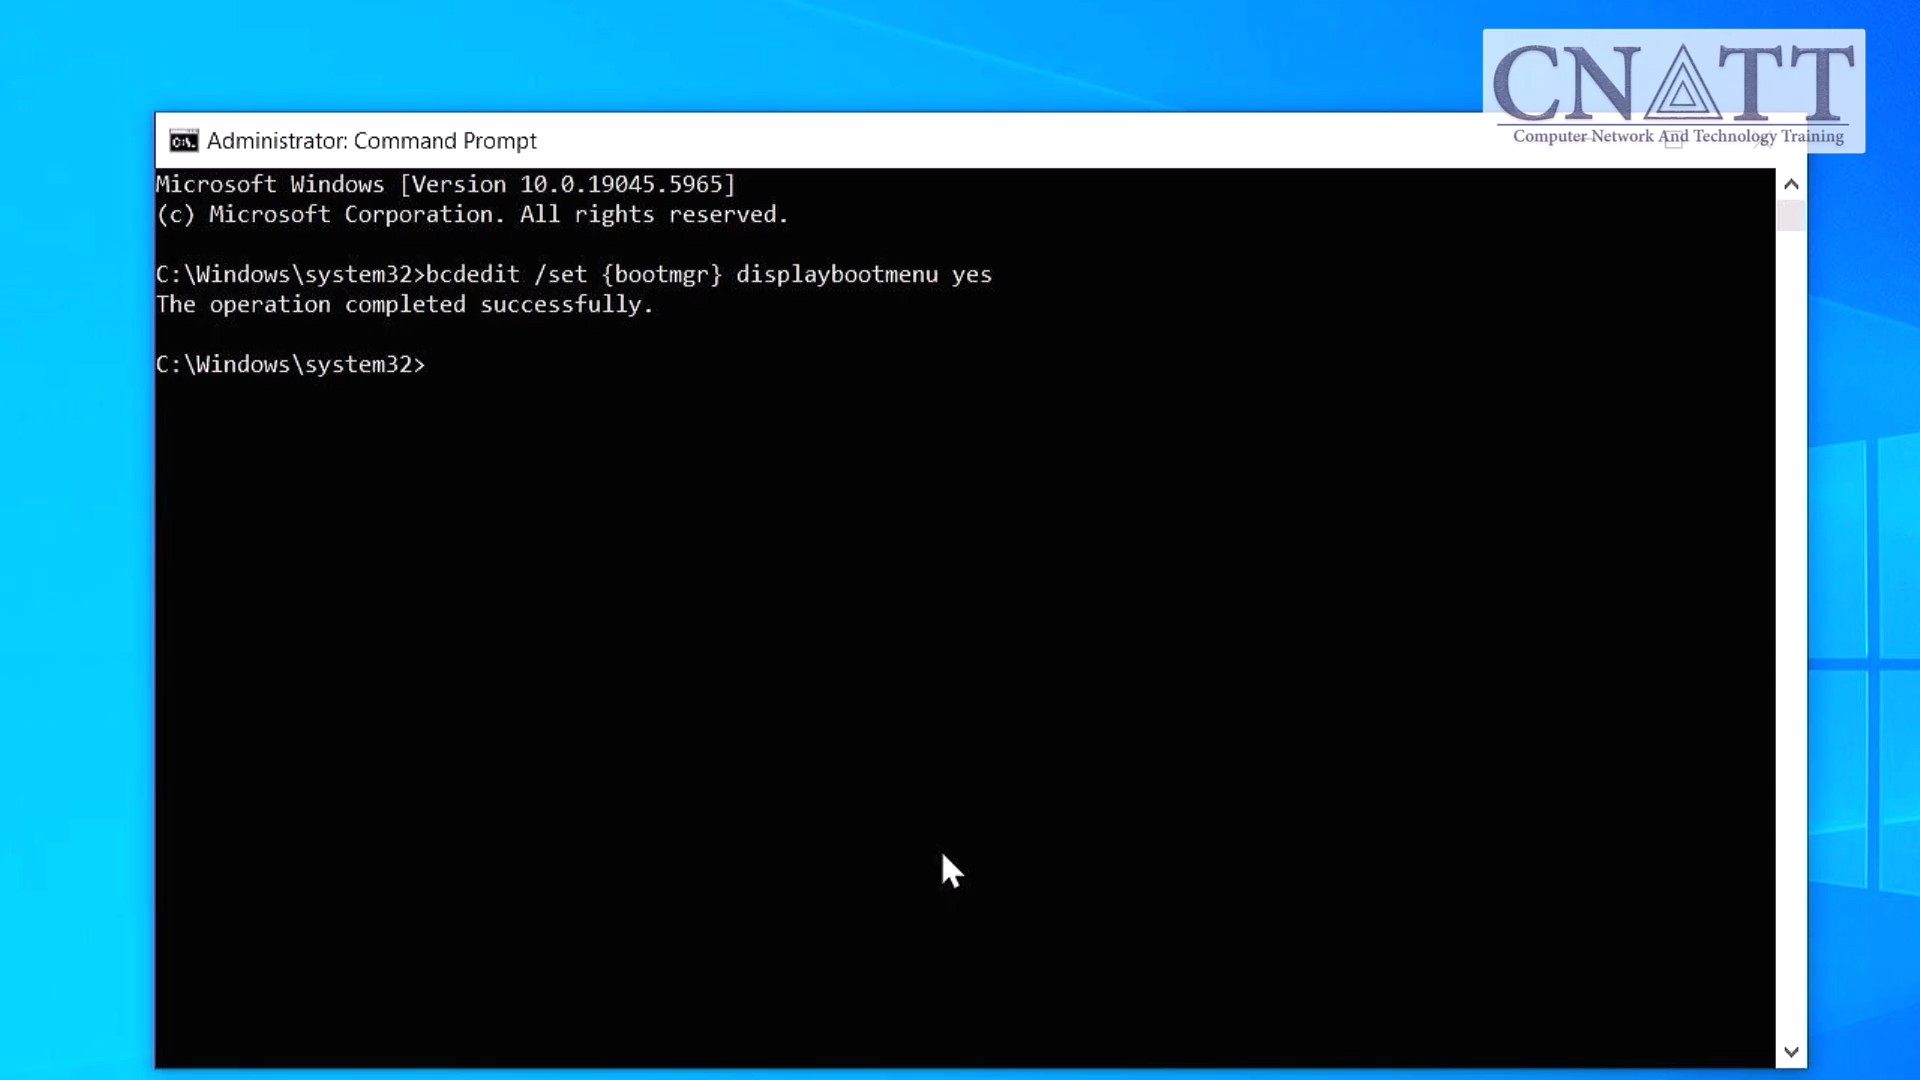 CNATT
Computer Network And Technology Training
Administrator: Command Prompt
Microsoft Windows [Version 10.0.19045.5965]
(c) Microsoft Corporation. All rights reserved.
C:\Windows\system32>bcdedit /set {bootmgr} displaybootmenu yes
The operation completed successfully.
C:\Windows\system32>